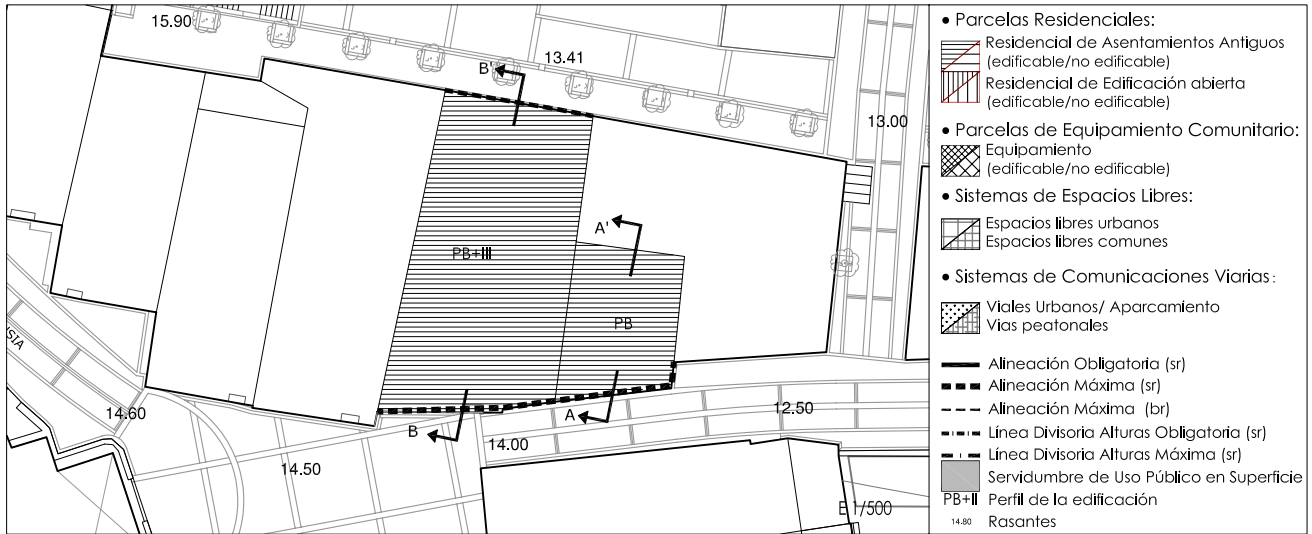 15.90
13.41
B'
13.00
A'
PB+III
PB
A
B
14.60
14.50
14.00
12.50
E 1/500
• Parcelas Residenciales:
Residencial de Asentamientos Antiguos
(edificable/no edificable)
Residencial de Edificación abierta
(edificable/no edificable)
• Parcelas de Equipamiento Comunitario:
Equipamiento
(edificable/no edificable)
• Sistemas de Espacios Libres:
Espacios libres urbanos
Espacios libres comunes
• Sistemas de Comunicaciones Viarias:
Viales Urbanos/ Aparcamiento
Vias peatonales
Alineación Obligatoria (sr)
Alineación Máxima (sr)
Alineación Máxima (br)
Línea Divisoria Alturas Obligatoria (sr)
Línea Divisoria Alturas Máxima (sr)
Servidumbre de Uso Público en Superficie
PB+II Perfil de la edificación
14.80 Rasantes